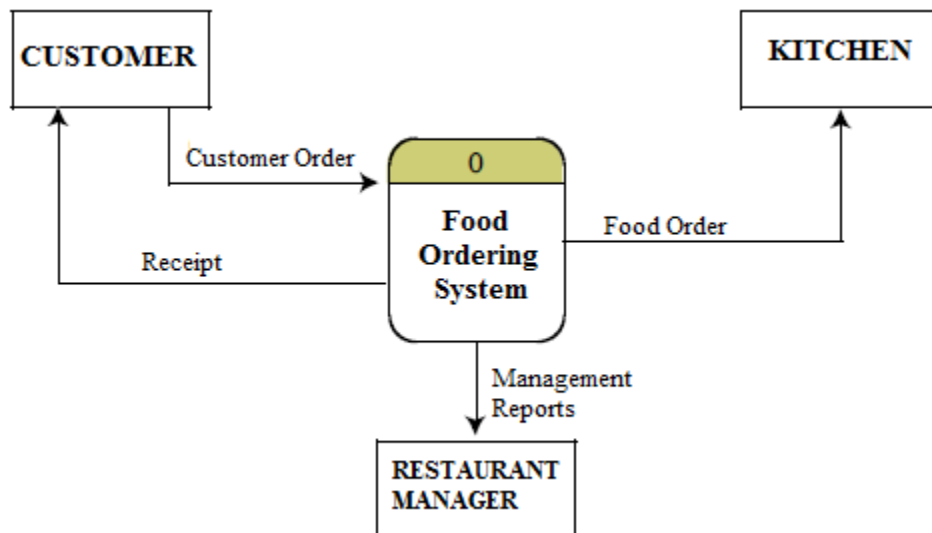 CUSTOMER
KITCHEN
Customer Order
0
Food
Ordering
System
Food Order
Receipt
Management
Reports
RESTAURANT
MANAGER